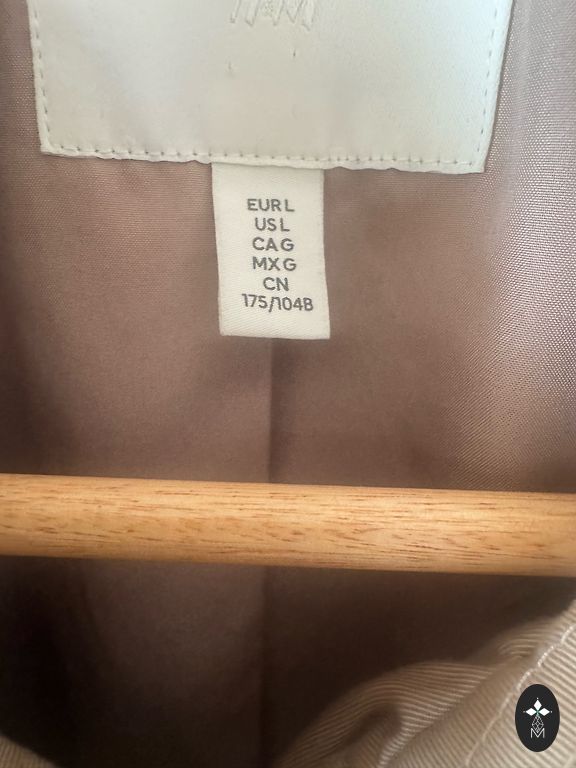 H&M
EUR L
US L
CA G
MX G
CN
175/104B
M